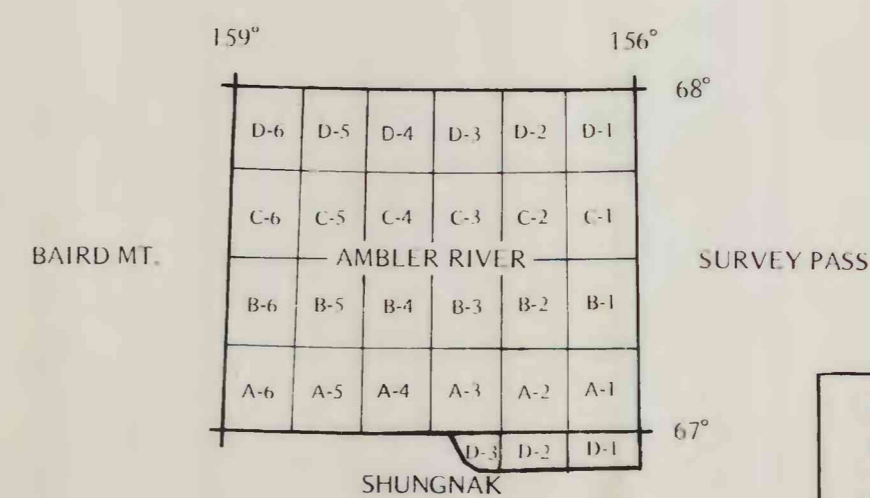 159° 156°
68°
D-6 D-5 D-4 D-3 D-2 D-1
C-6 C-5 C-4 C-3 C-2 C-1
BAIRD MT. AMBLER RIVER SURVEY PASS
B-6 B-5 B-4 B-3 B-2 B-1
A-6 A-5 A-4 A-3 A-2 A-1
67°
D-3 D-2 D-1
SHUNGNAK